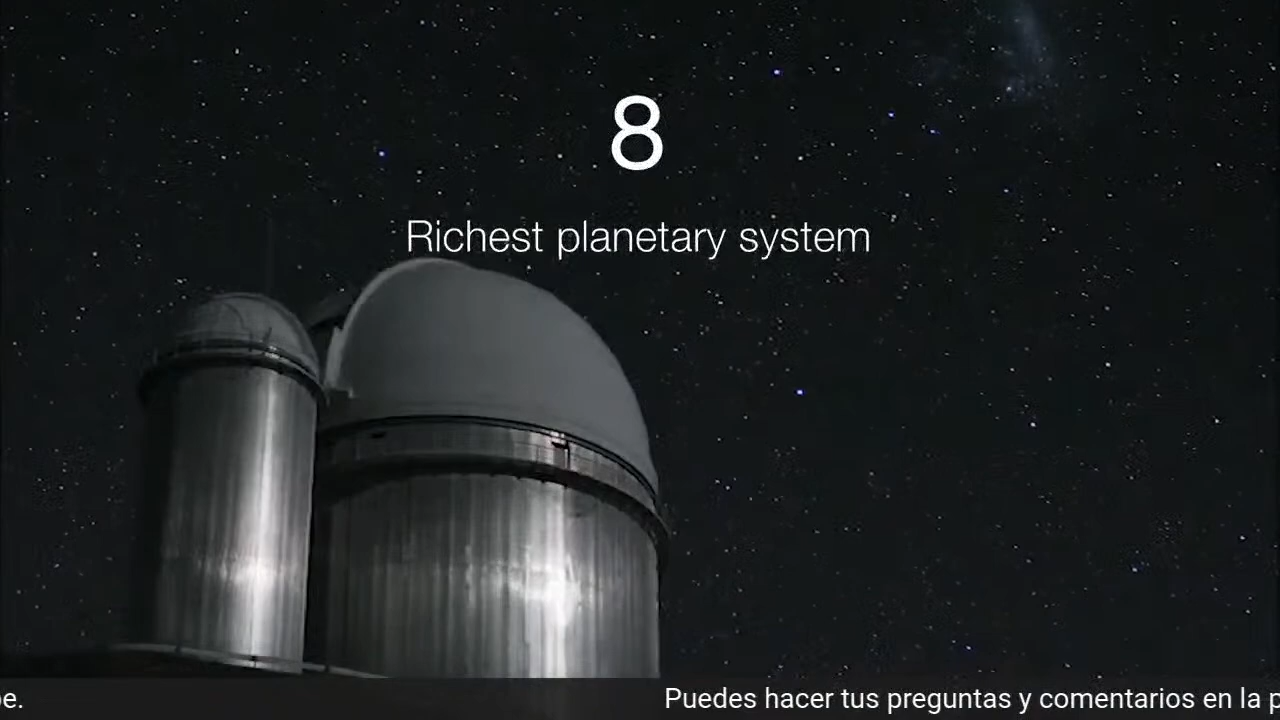 8
Richest planetary system
Puedes hacer tus preguntas y comentarios en la